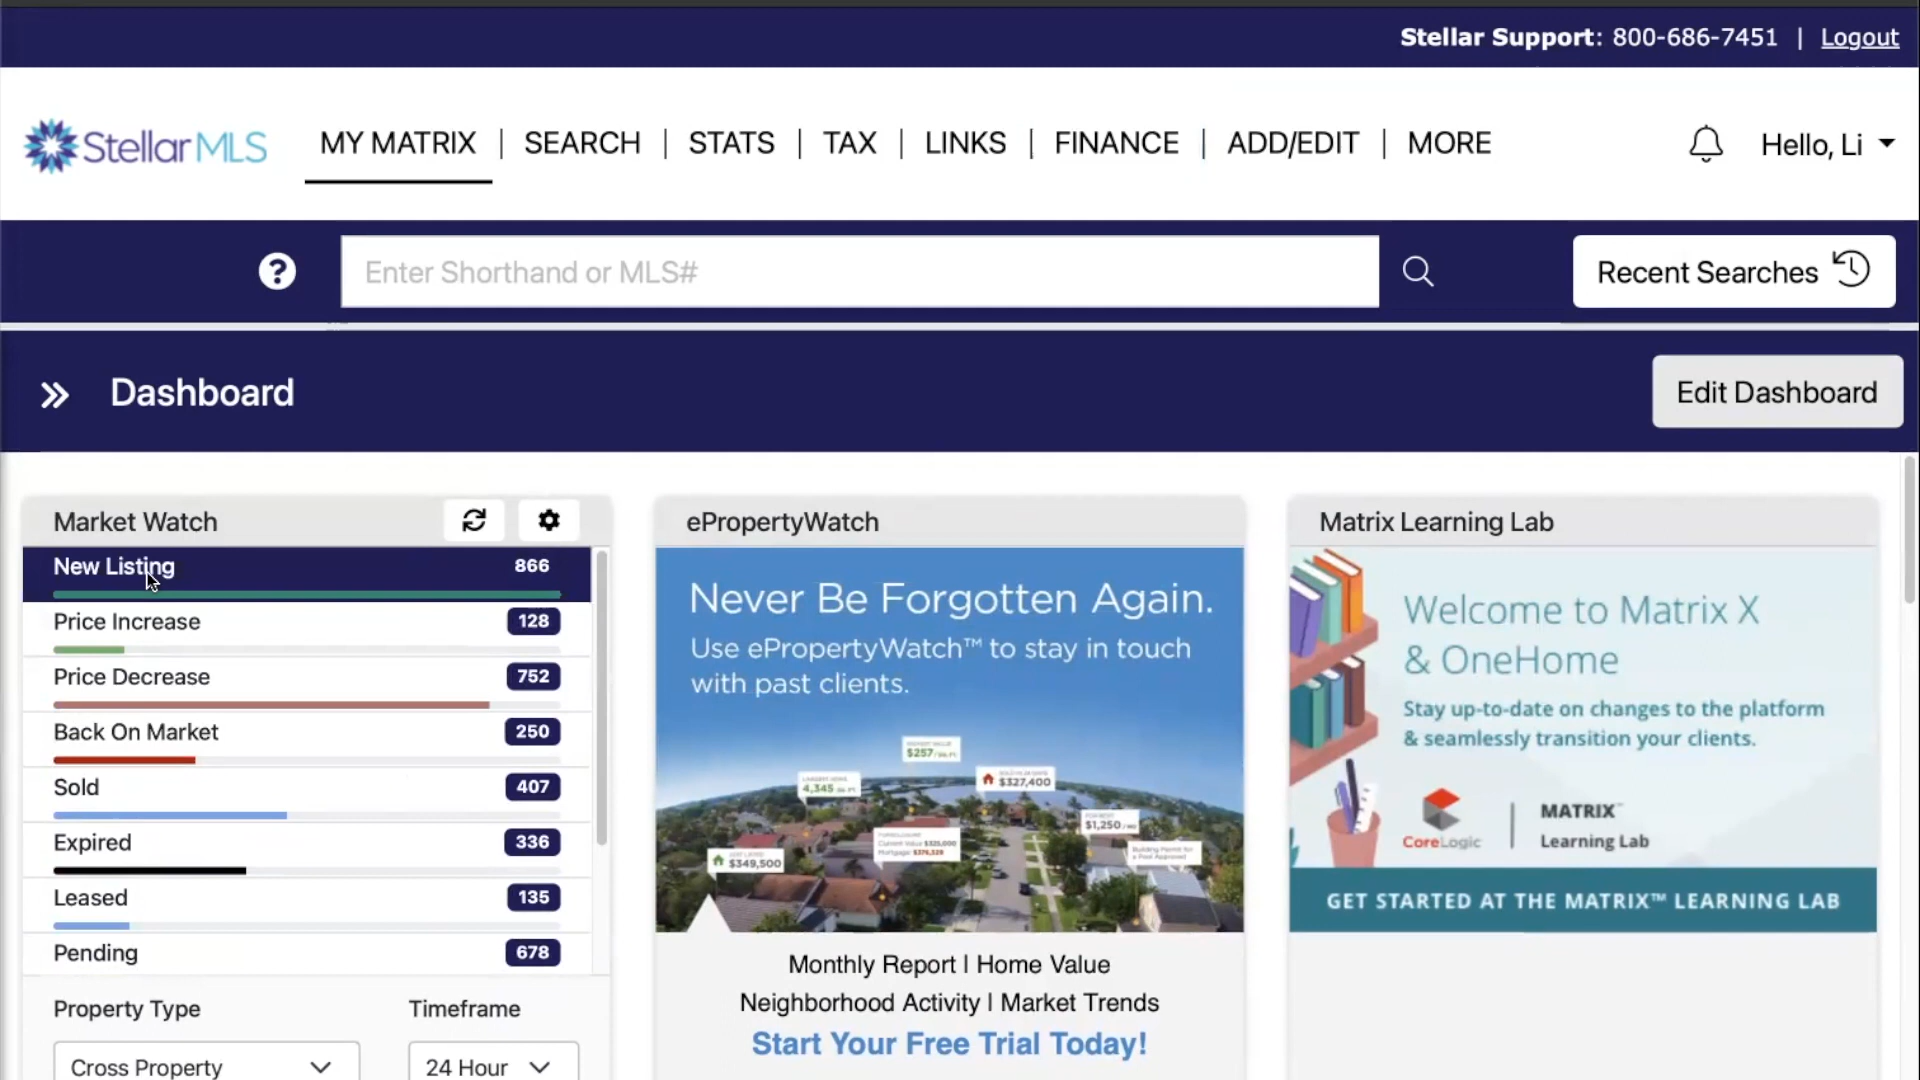 Stellar Support: 800-686-7451 | Logout
StellarMLS
MY MATRIX | SEARCH | STATS | TAX | LINKS | FINANCE | ADD/EDIT | MORE
Hello, Li
?
Enter Shorthand or MLS#
Recent Searches
Dashboard
Edit Dashboard
Market Watch
New Listing 866
Price Increase 128
Price Decrease 752
Back On Market 250
Sold 407
Expired 336
Leased 135
Pending 678
Property Type
Timeframe
Cross Property
24 Hour
ePropertyWatch
Never Be Forgotten Again.
Use ePropertyWatch™ to stay in touch
with past clients.
$257
4,345
$327,400
$1,250
$349,500
Monthly Report | Home Value
Neighborhood Activity | Market Trends
Start Your Free Trial Today!
Matrix Learning Lab
Welcome to Matrix X
& OneHome
Stay up-to-date on changes to the platform
& seamlessly transition your clients.
CoreLogic
MATRIX™
Learning Lab
GET STARTED AT THE MATRIX™ LEARNING LAB